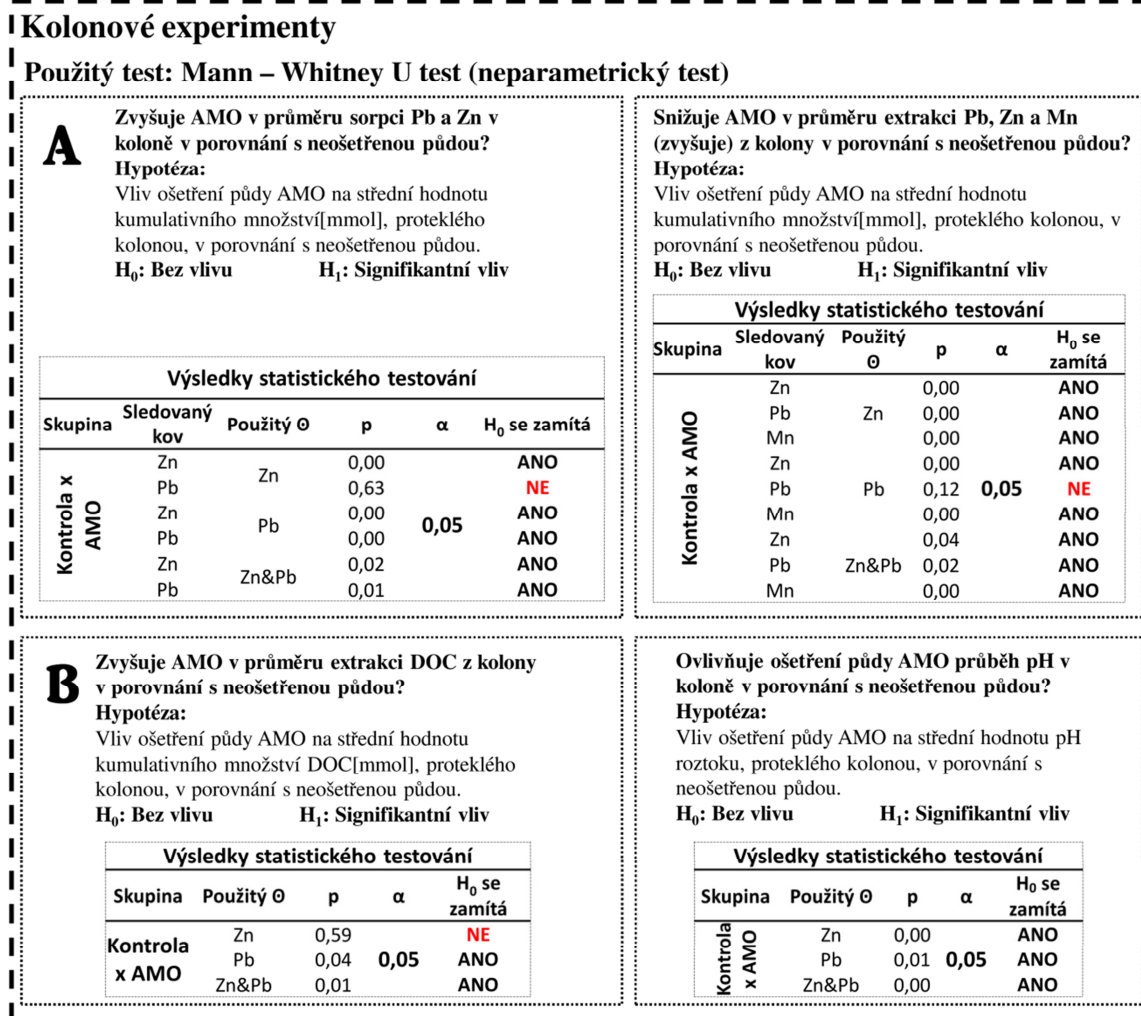 Kolonové experimenty
Použitý test: Mann – Whitney U test (neparametrický test)
A
Zvyšuje AMO v průměru sorpci Pb a Zn v
koloně v porovnání s neošetřenou půdou?
Hypotéza:
Vliv ošetření půdy AMO na střední hodnotu
kumulativního množství[mmol], proteklého
kolonou, v porovnání s neošetřenou půdou.
H₀: Bez vlivu H₁: Signifikantní vliv
Výsledky statistického testování
Skupina Sledovaný kov Použitý Θ p α H₀ se zamítá
Kontrola x AMO
Zn Zn 0,00 ANO
Pb 0,63 NE
Zn Pb 0,00 0,05 ANO
Pb 0,00 ANO
Zn Zn&Pb 0,02 ANO
Pb 0,01 ANO
Snižuje AMO v průměru extrakci Pb, Zn a Mn
(zvyšuje) z kolony v porovnání s neošetřenou půdou?
Hypotéza:
Vliv ošetření půdy AMO na střední hodnotu
kumulativního množství[mmol], proteklého kolonou, v
porovnání s neošetřenou půdou.
H₀: Bez vlivu H₁: Signifikantní vliv
Výsledky statistického testování
Skupina Sledovaný kov Použitý Θ p α H₀ se zamítá
Kontrola x AMO
Zn 0,00 ANO
Pb Zn 0,00 ANO
Mn 0,00 ANO
Zn 0,00 ANO
Pb Pb 0,12 0,05 NE
Mn 0,00 ANO
Zn 0,04 ANO
Pb Zn&Pb 0,02 ANO
Mn 0,00 ANO
B
Zvyšuje AMO v průměru extrakci DOC z kolony
v porovnání s neošetřenou půdou?
Hypotéza:
Vliv ošetření půdy AMO na střední hodnotu
kumulativního množství DOC[mmol], proteklého
kolonou, v porovnání s neošetřenou půdou.
H₀: Bez vlivu H₁: Signifikantní vliv
Výsledky statistického testování
Skupina Použitý Θ p α H₀ se zamítá
Kontrola x AMO
Zn 0,59 NE
Pb 0,04 0,05 ANO
Zn&Pb 0,01 ANO
Ovlivňuje ošetření půdy AMO průběh pH v
koloně v porovnání s neošetřenou půdou?
Hypotéza:
Vliv ošetření půdy AMO na střední hodnotu pH
roztoku, proteklého kolonou, v porovnání s
neošetřenou půdou.
H₀: Bez vlivu H₁: Signifikantní vliv
Výsledky statistického testování
Skupina Použitý Θ p α H₀ se zamítá
Kontrola x AMO
Zn 0,00 ANO
Pb 0,01 0,05 ANO
Zn&Pb 0,00 ANO